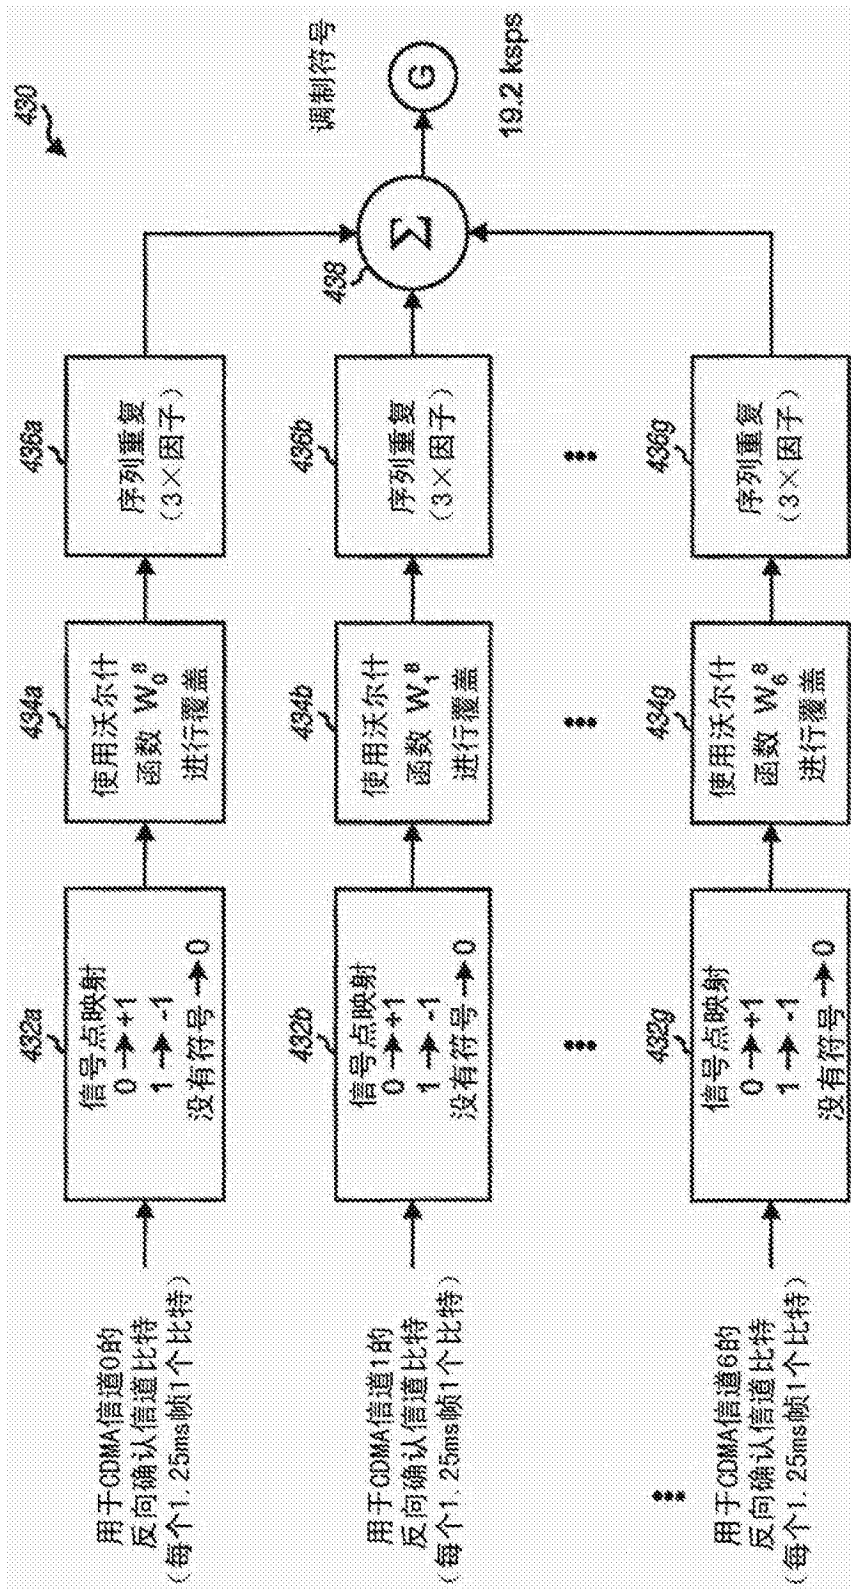 430
用于CDMA信道0的
反向确认信道比特
(每个1.25ms帧1个比特)
432a
信号点映射
0→+1
1→-1
没有符号→0
434a
使用沃尔什
函数 W₀⁸
进行覆盖
436a
序列重复
(3×因子)
用于CDMA信道1的
反向确认信道比特
(每个1.25ms帧1个比特)
432b
信号点映射
0→+1
1→-1
没有符号→0
434b
使用沃尔什
函数 W₁⁸
进行覆盖
436b
序列重复
(3×因子)
438
Σ
调制符号
G
19.2 ksps
用于CDMA信道6的
反向确认信道比特
(每个1.25ms帧1个比特)
432g
信号点映射
0→+1
1→-1
没有符号→0
434g
使用沃尔什
函数 W₆⁸
进行覆盖
436g
序列重复
(3×因子)